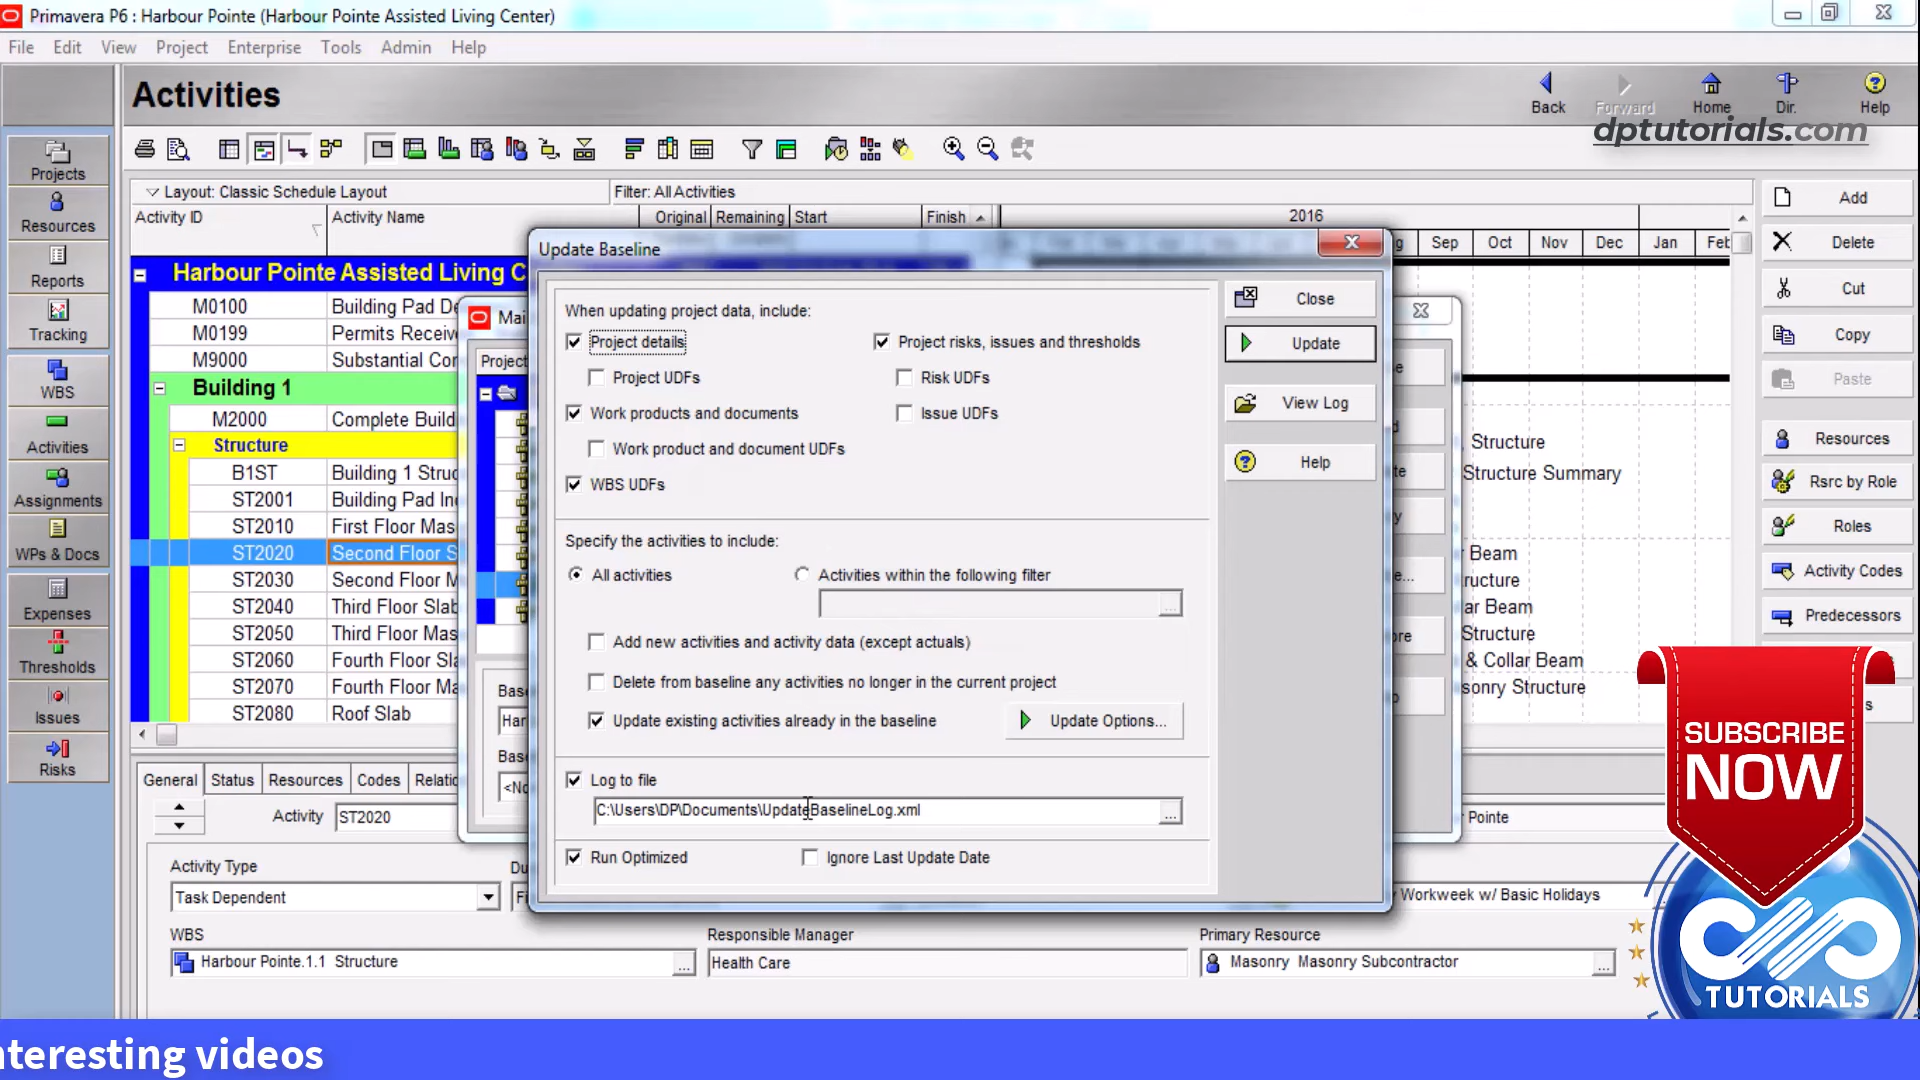 Primavera P6 : Harbour Pointe (Harbour Pointe Assisted Living Center)
File Edit View Project Enterprise Tools Admin Help
Activities
Back Forward Home Dir. Help
dptutorials.com
Layout: Classic Schedule Layout Filter: All Activities
Activity ID Activity Name Original Remaining Start Finish 2016
Sep Oct Nov Dec Jan Feb
Projects
Resources
Reports
Tracking
WBS
Activities
Assignments
WPs & Docs
Expenses
Thresholds
Issues
Risks
Harbour Pointe Assisted Living Ce
M0100 Building Pad De
M0199 Permits Receive
M9000 Substantial Cor
Building 1
M2000 Complete Build
Structure
B1ST Building 1 Struc
ST2001 Building Pad Ins
ST2010 First Floor Mas
ST2020 Second Floor S
ST2030 Second Floor M
ST2040 Third Floor Slab
ST2050 Third Floor Mas
ST2060 Fourth Floor Sla
ST2070 Fourth Floor Ma
ST2080 Roof Slab
Mai
Project
Base
Har
Base
<No
Update Baseline
When updating project data, include:
Project details
Project UDFs
Work products and documents
Work product and document UDFs
WBS UDFs
Project risks, issues and thresholds
Risk UDFs
Issue UDFs
Specify the activities to include:
All activities Activities within the following filter
Add new activities and activity data (except actuals)
Delete from baseline any activities no longer in the current project
Update existing activities already in the baseline Update Options...
Log to file
C:\Users\DP\Documents\UpdateBaselineLog.xml
Run Optimized Ignore Last Update Date
Close
Update
View Log
Help
Structure
Structure Summary
r Beam
ructure
ar Beam
Structure
& Collar Beam
sonry Structure
Add
Delete
Cut
Copy
Paste
Resources
Rsrc by Role
Roles
Activity Codes
Predecessors
General Status Resources Codes Relatio
Activity ST2020
Pointe
Activity Type
Task Dependent
Workweek w/ Basic Holidays
WBS Responsible Manager Primary Resource
Harbour Pointe.1.1 Structure Health Care Masonry Masonry Subcontractor
SUBSCRIBE
NOW
TUTORIALS
nteresting videos